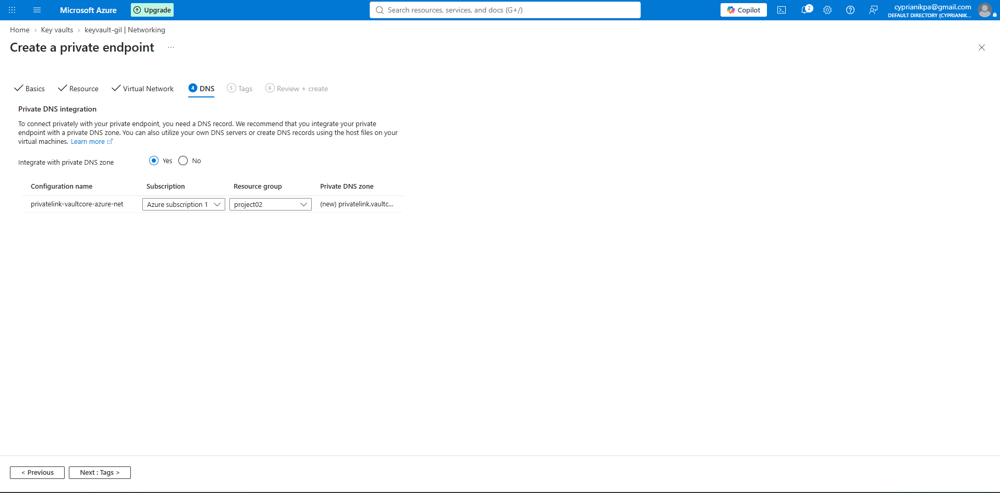 Microsoft Azure
Upgrade
Search resources, services, and docs (G+/)
Copilot
2
cyprianikpa@gmail.com
DEFAULT DIRECTORY (CYPRIANIK...
Home > Key vaults > keyvault-gil | Networking
Create a private endpoint ...
Basics
Resource
Virtual Network
4 DNS
5 Tags
6 Review + create
Private DNS integration
To connect privately with your private endpoint, you need a DNS record. We recommend that you integrate your private
endpoint with a private DNS zone. You can also utilize your own DNS servers or create DNS records using the host files on your
virtual machines. Learn more
Integrate with private DNS zone
Yes
No
Configuration name Subscription Resource group Private DNS zone
privatelink-vaultcore-azure-net Azure subscription 1 project02 (new) privatelink.vaultc...
< Previous
Next : Tags >